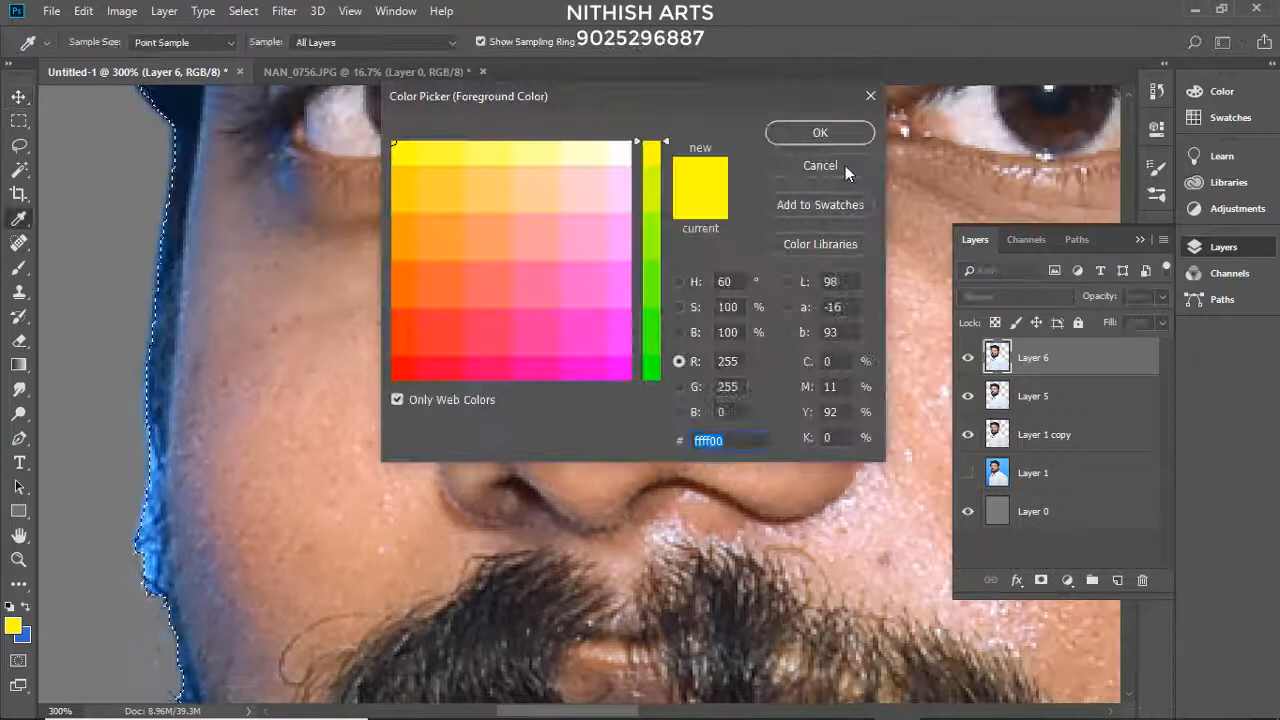 Ps File Edit Image Layer Type Select Filter 3D View Window Help
NITHISH ARTS
9025296887
Sample Size: Point Sample Sample: All Layers Show Sampling Ring
Untitled-1 @ 300% (Layer 6, RGB/8) * × NAN_0756.JPG @ 16.7% (Layer 0, RGB/8) * ×
Color Picker (Foreground Color)
new
current
OK
Cancel
Add to Swatches
Color Libraries
H: 60 ° L: 98
S: 100 % a: -16
B: 100 % b: 93
R: 255 C: 0 %
G: 255 M: 11 %
B: 0 Y: 92 %
# ffff00 K: 0 %
Only Web Colors
Color
Swatches
Learn
Libraries
Adjustments
Layers
Channels
Paths
Layers Channels Paths
Opacity:
Lock: Fill:
Layer 6
Layer 5
Layer 1 copy
Layer 1
Layer 0
fx
300% Doc: 8.96M/39.3M